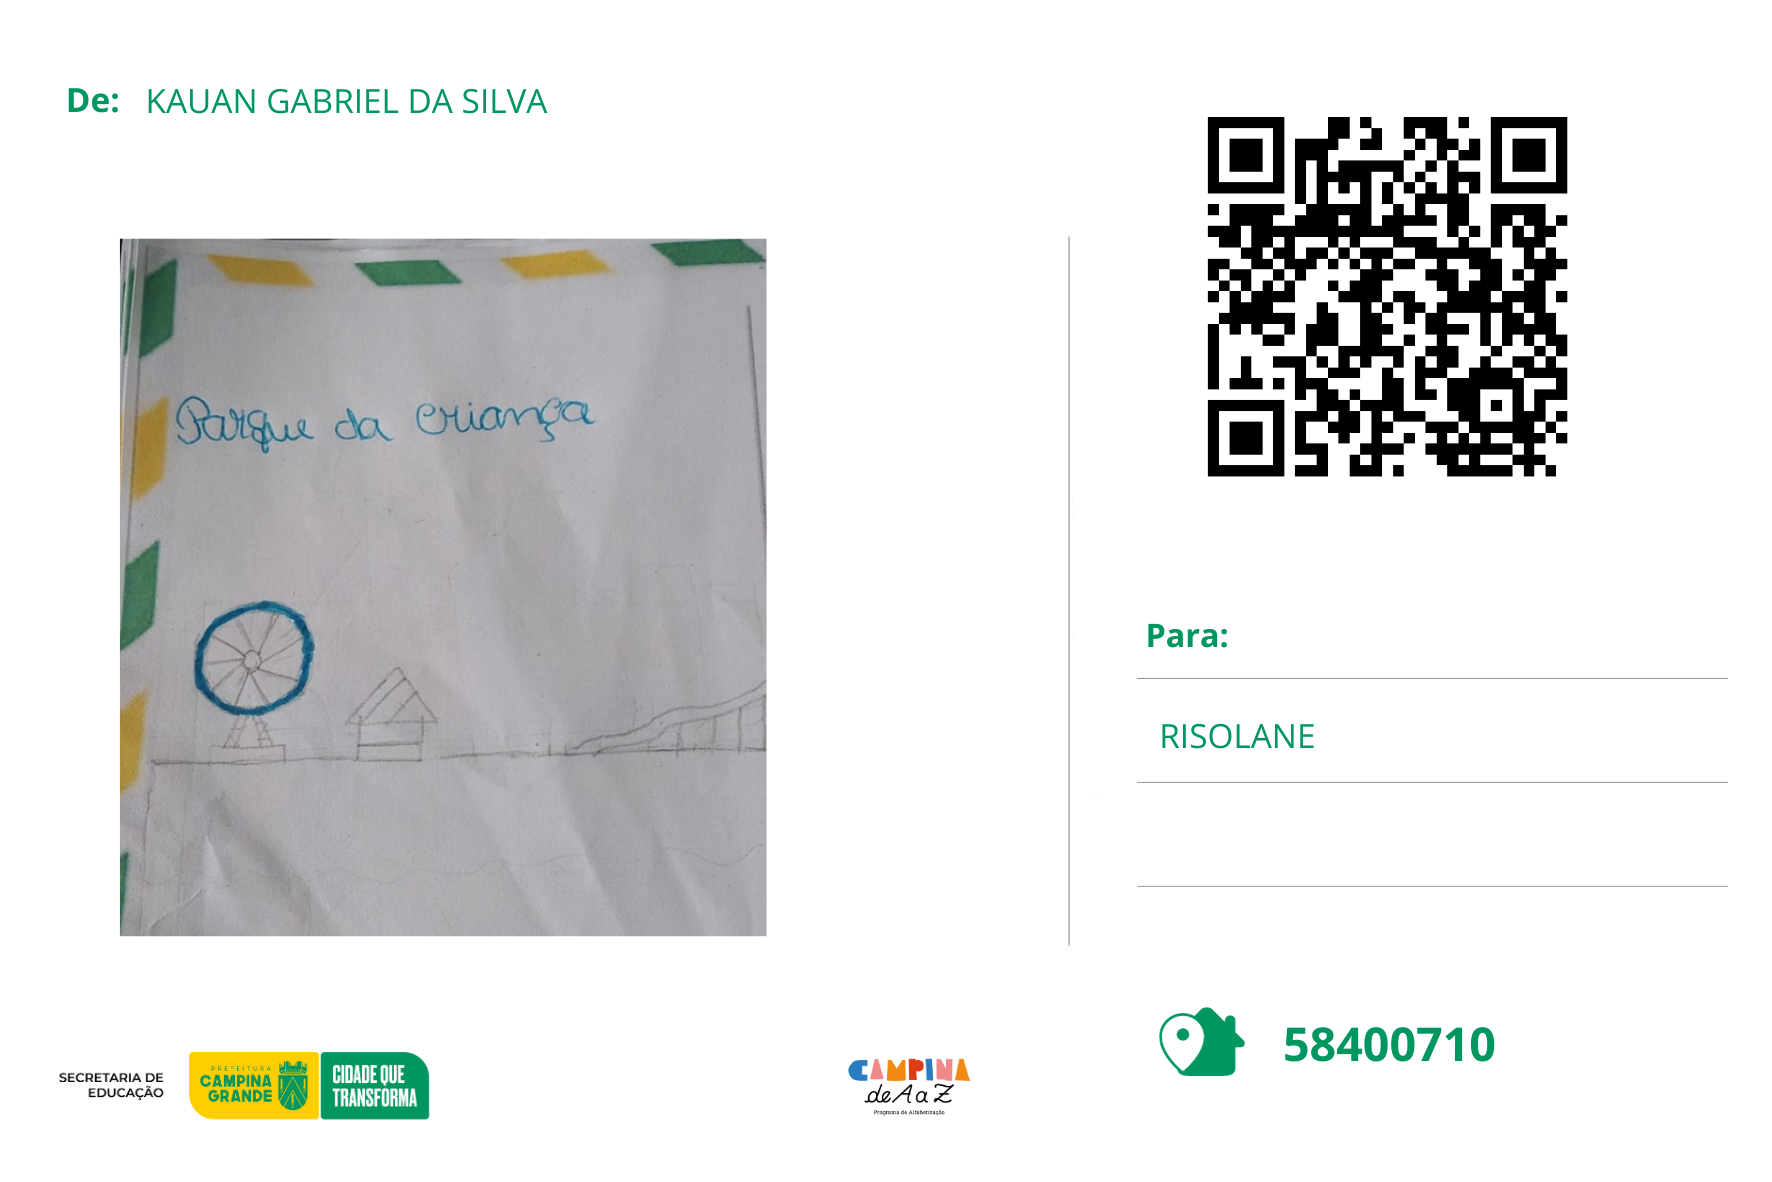 De: KAUAN GABRIEL DA SILVA
Parque da criança
Para:
RISOLANE
58400710
SECRETARIA DE
EDUCAÇÃO
PREFEITURA
CAMPINA
GRANDE
CIDADE QUE
TRANSFORMA
CAMPINA
de A a Z
Programa de Alfabetização